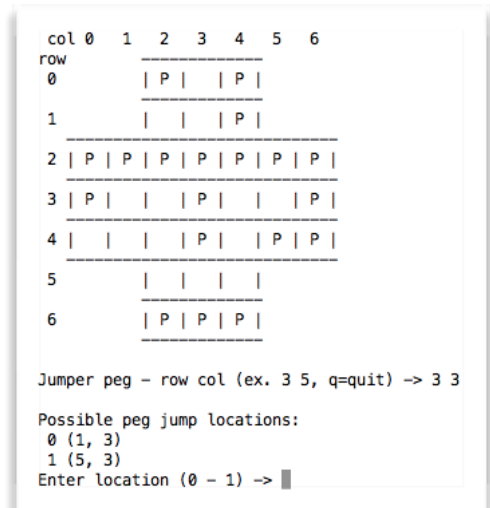 col 0   1   2   3   4   5   6
row         -------------
 0          | P |   | P |
            -------------
 1          |   |   | P |
    -----------------------------
 2  | P | P | P | P | P | P | P |
    -----------------------------
 3  | P |   |   | P |   |   | P |
    -----------------------------
 4  |   |   |   | P |   | P | P |
    -----------------------------
 5          |   |   |   |
            -------------
 6          | P | P | P |
            -------------
Jumper peg – row col (ex. 3 5, q=quit) -> 3 3
Possible peg jump locations:
 0 (1, 3)
 1 (5, 3)
Enter location (0 – 1) ->